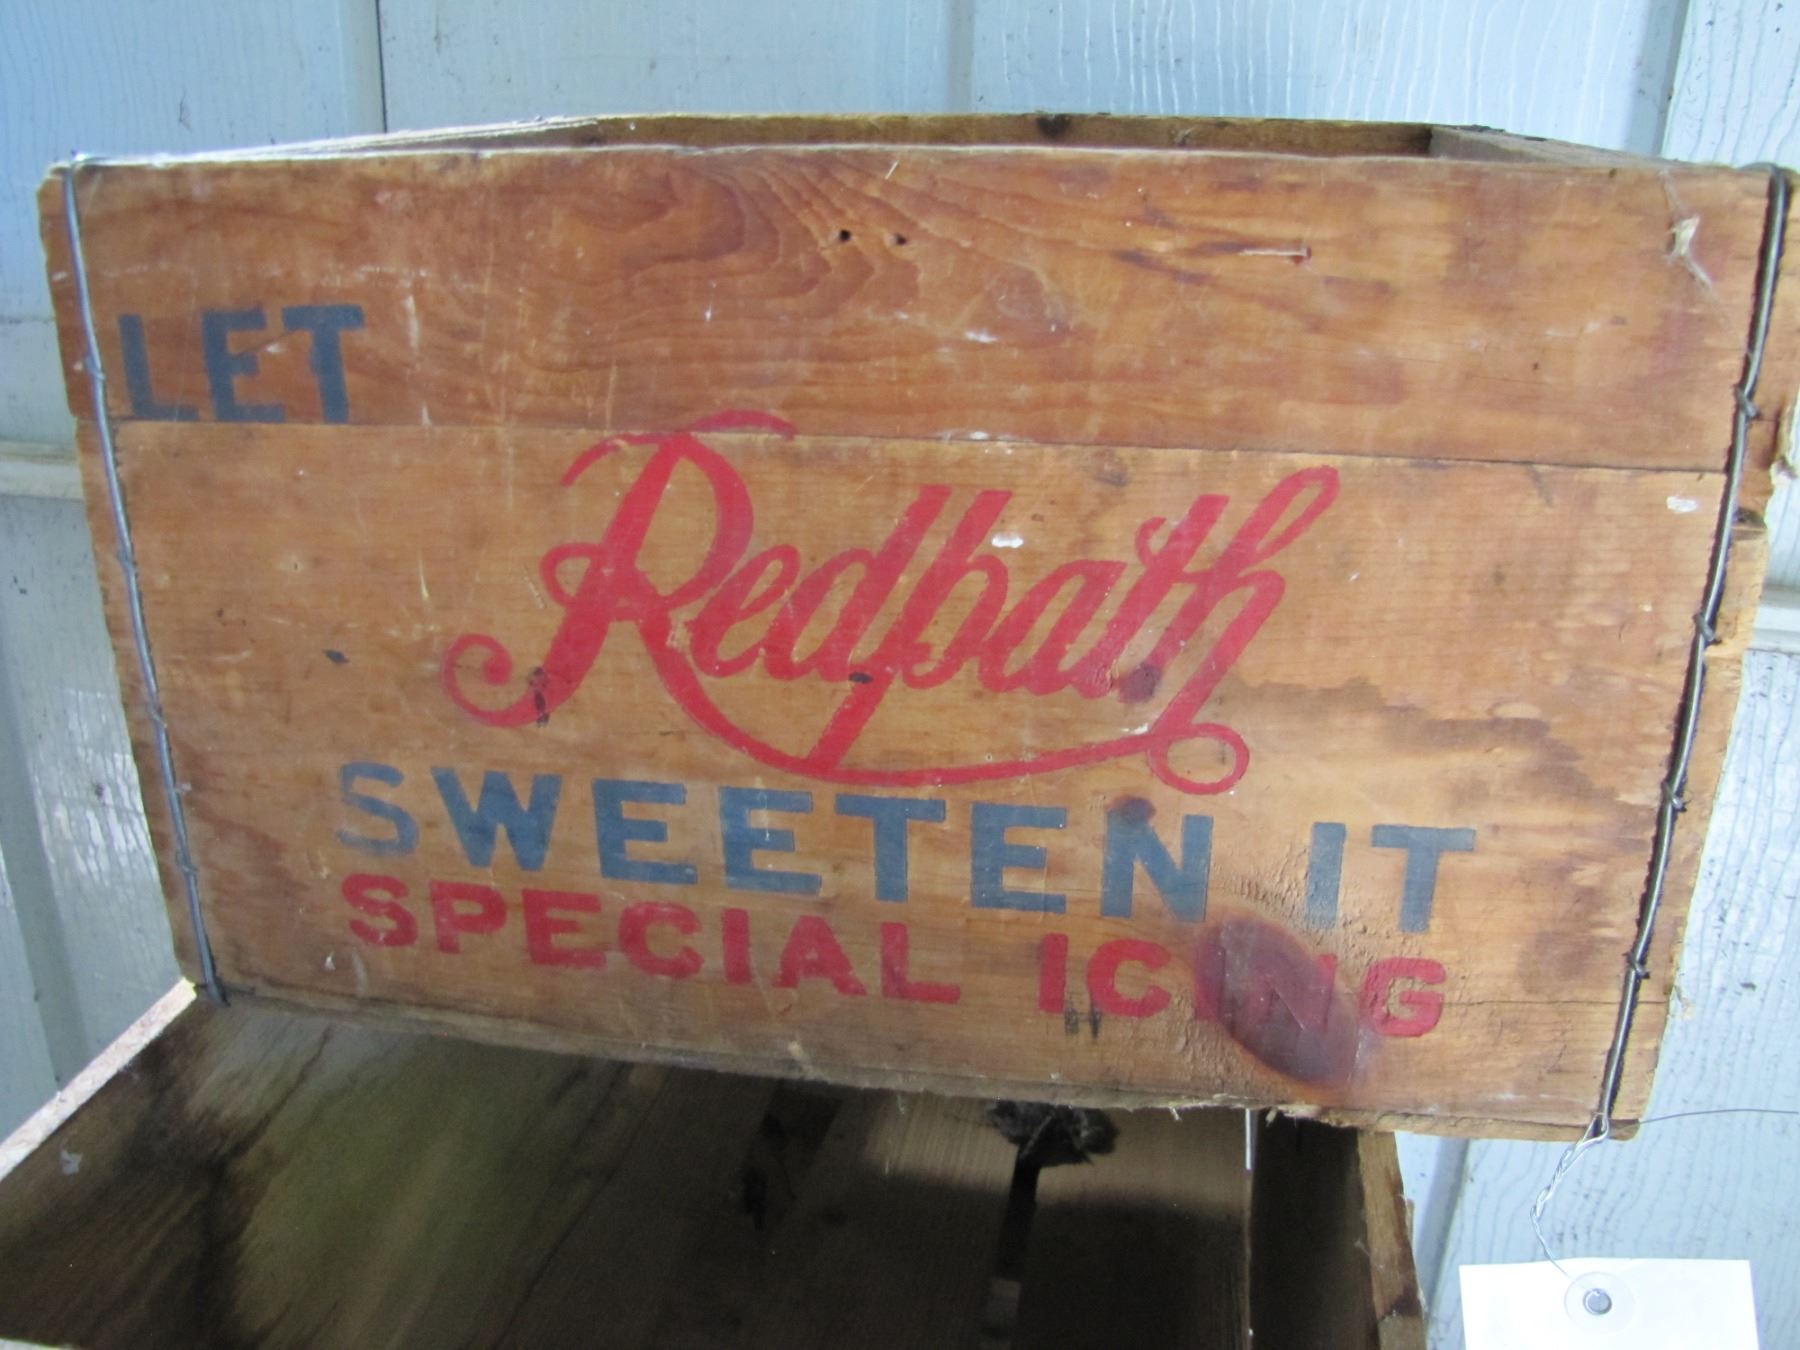 LET
Redpath
SWEETEN IT
SPECIAL ICING